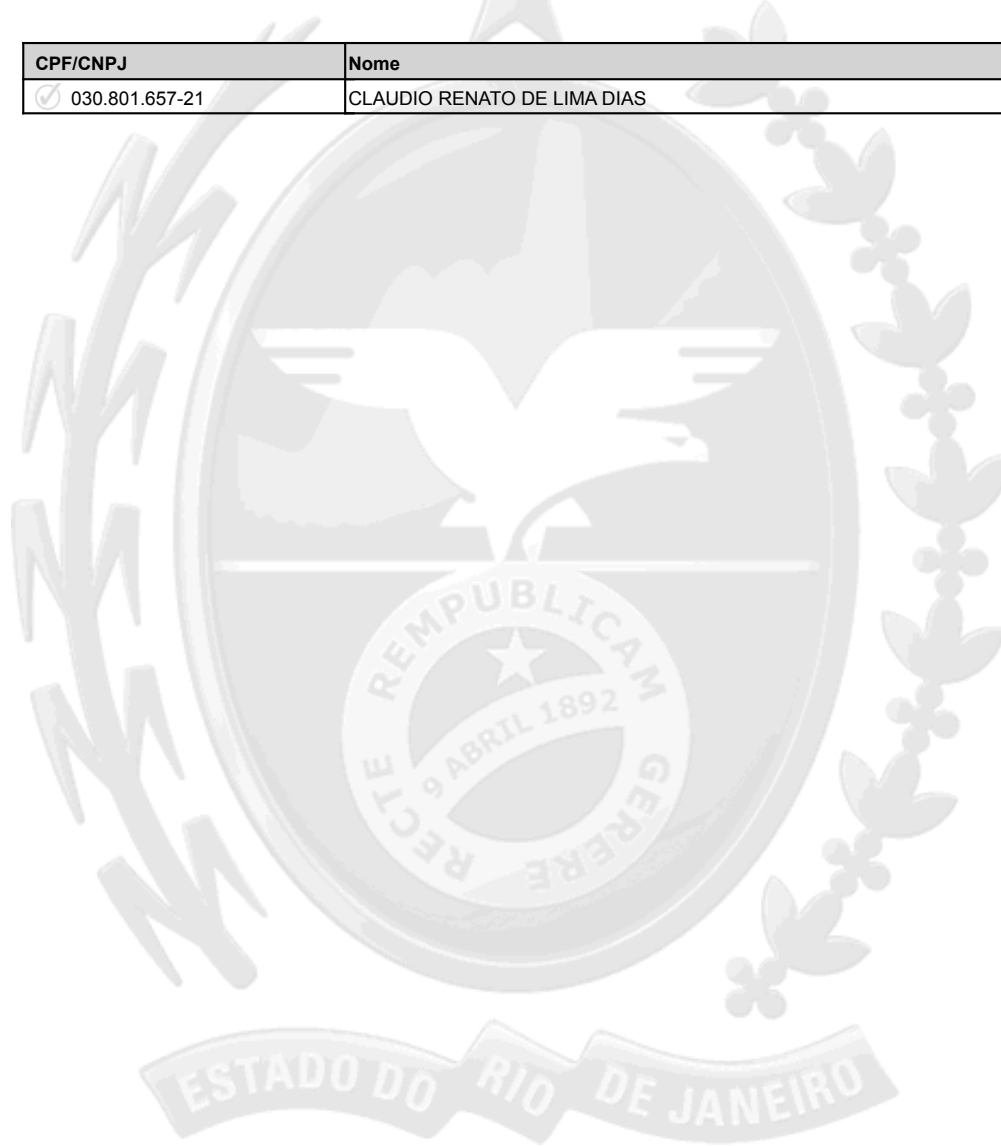 CPF/CNPJ Nome
030.801.657-21 CLAUDIO RENATO DE LIMA DIAS
RECTE REMPUBLICAM GERERE
9 ABRIL 1892
ESTADO DO RIO DE JANEIRO